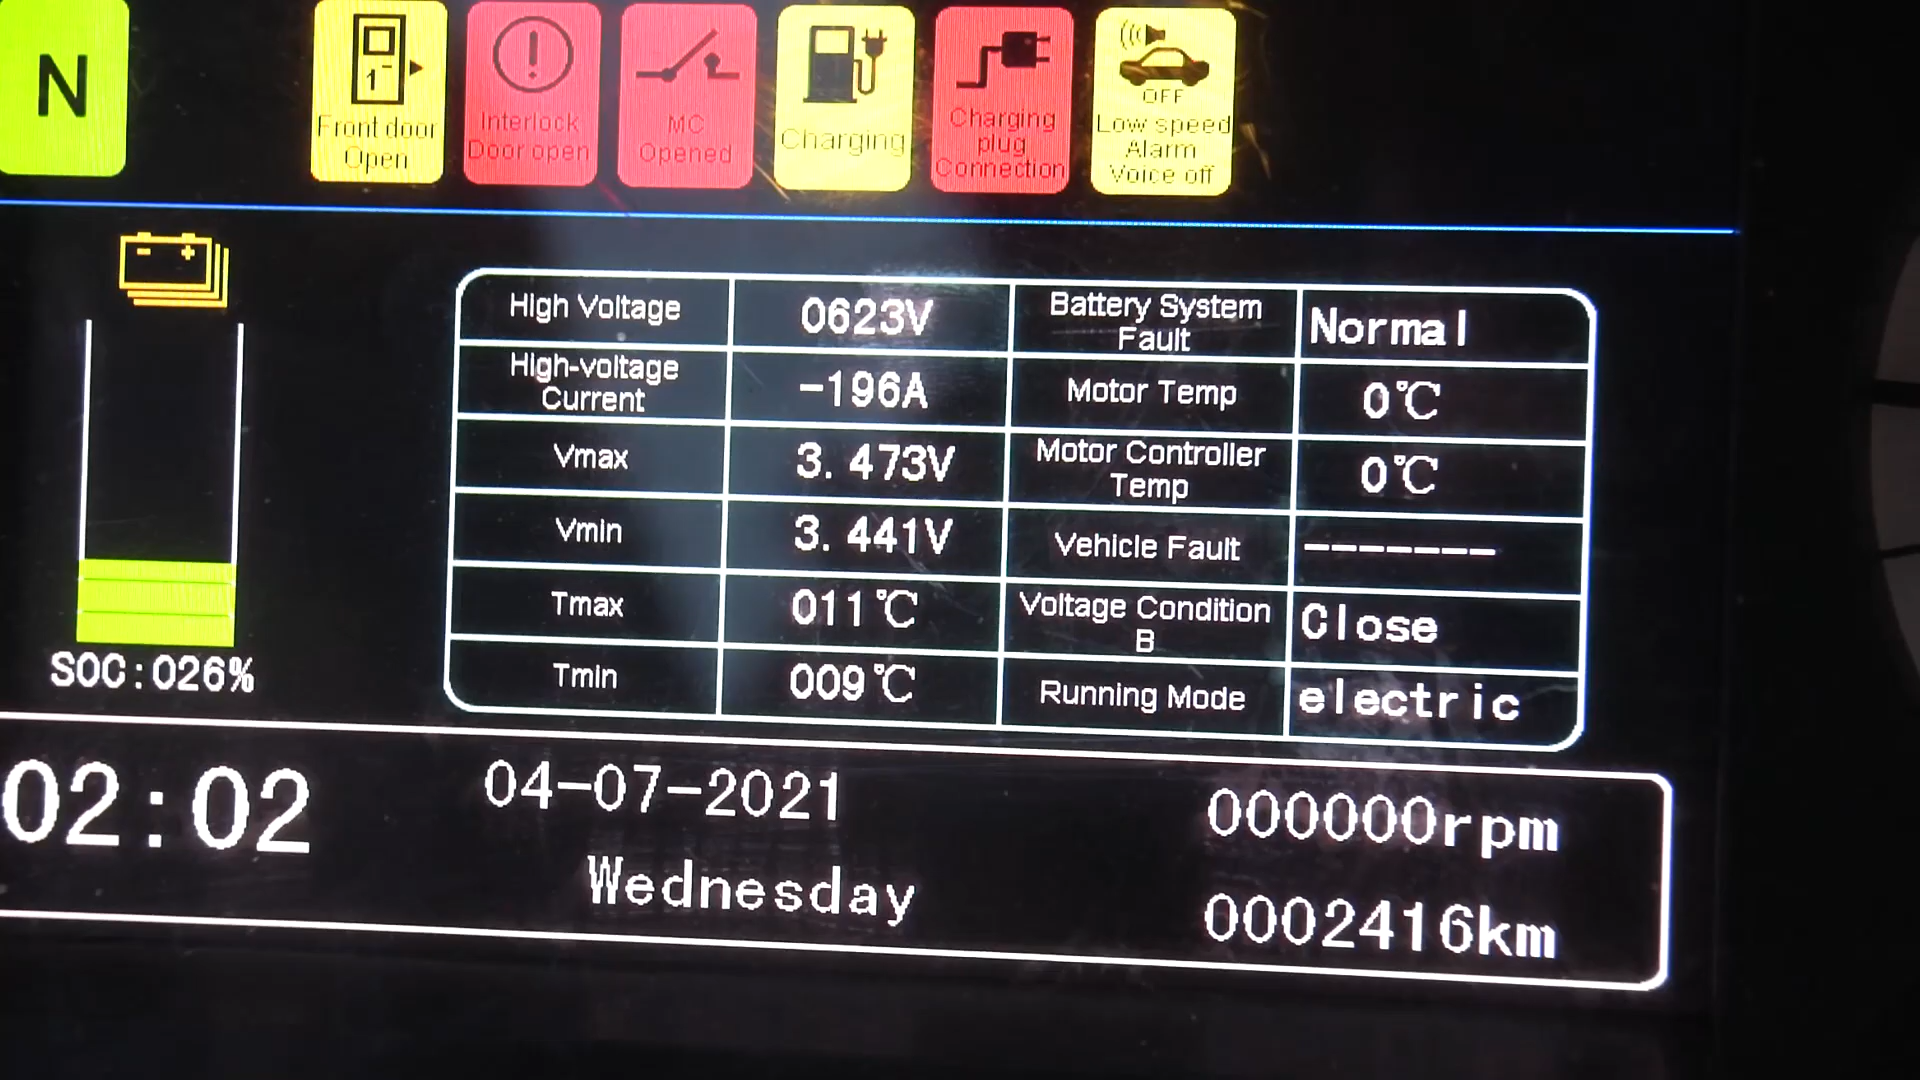 N
1
Front door
Open
Interlock
Door open
MC
Opened
Charging
Charging
plug
Connection
OFF
Low speed
Alarm
Voice off
High Voltage
0623V
Battery System
Fault
Normal
High-voltage
Current
-196A
Motor Temp
0℃
Vmax
3.473V
Motor Controller
Temp
0℃
Vmin
3.441V
Vehicle Fault
-------
Tmax
011℃
Voltage Condition
B
Close
Tmin
009℃
Running Mode
electric
SOC:026%
02:02
04-07-2021
Wednesday
000000rpm
0002416km